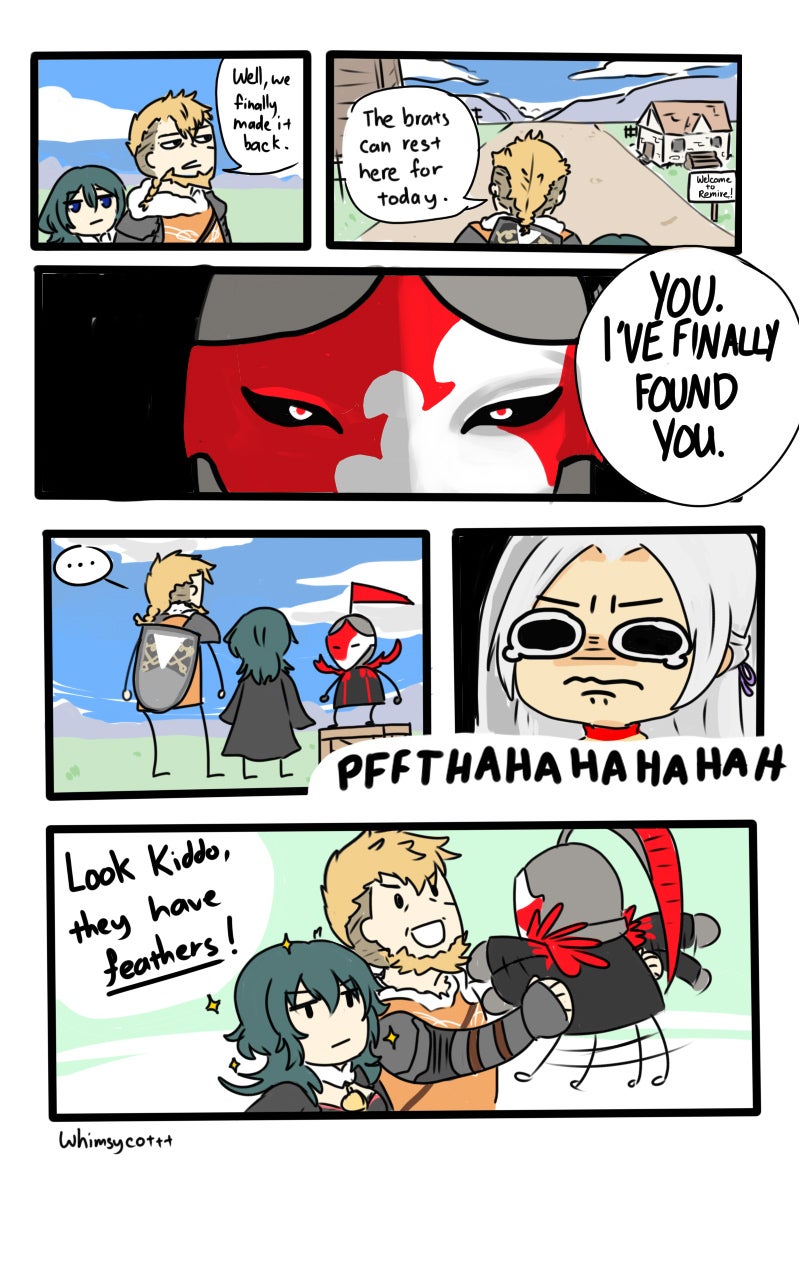 Well, we
finally
made it
back.
The brats
can rest
here for
today.
Welcome
to
Remire!
YOU.
I'VE FINALLY
FOUND
YOU.
...
PFFTHAHAHAHAHAH
Look Kiddo,
they have
feathers!
Whimsycottt